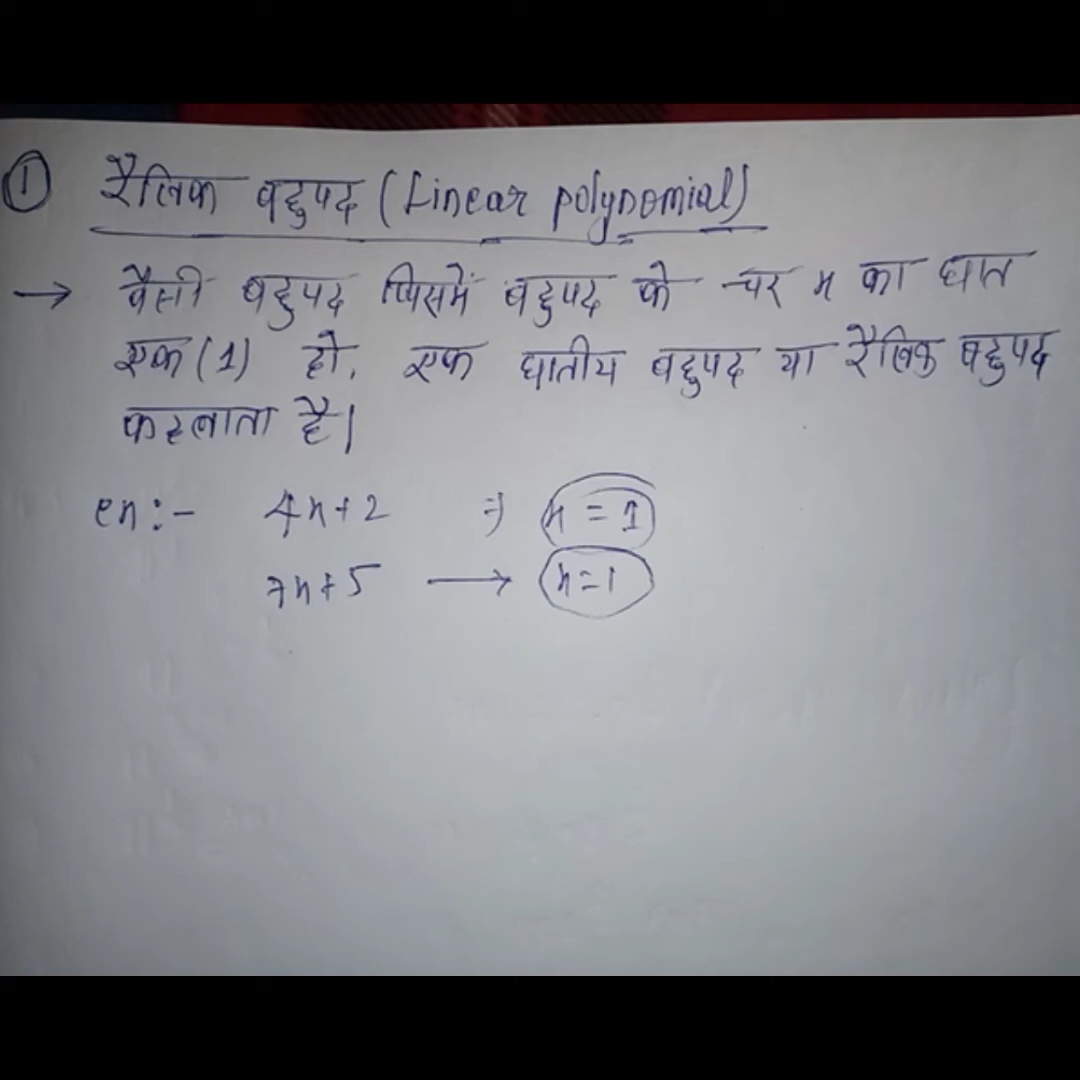 ① रैखिक बहुपद (Linear polynomial)
→ वैसी बहुपद जिसमें बहुपद के चर x का घात
एक (1) हो, एक घातीय बहुपद या रैखिक बहुपद
कहलाता है।
ex:- 4x+2 ⇒ x = 1
7x+5 → x=1